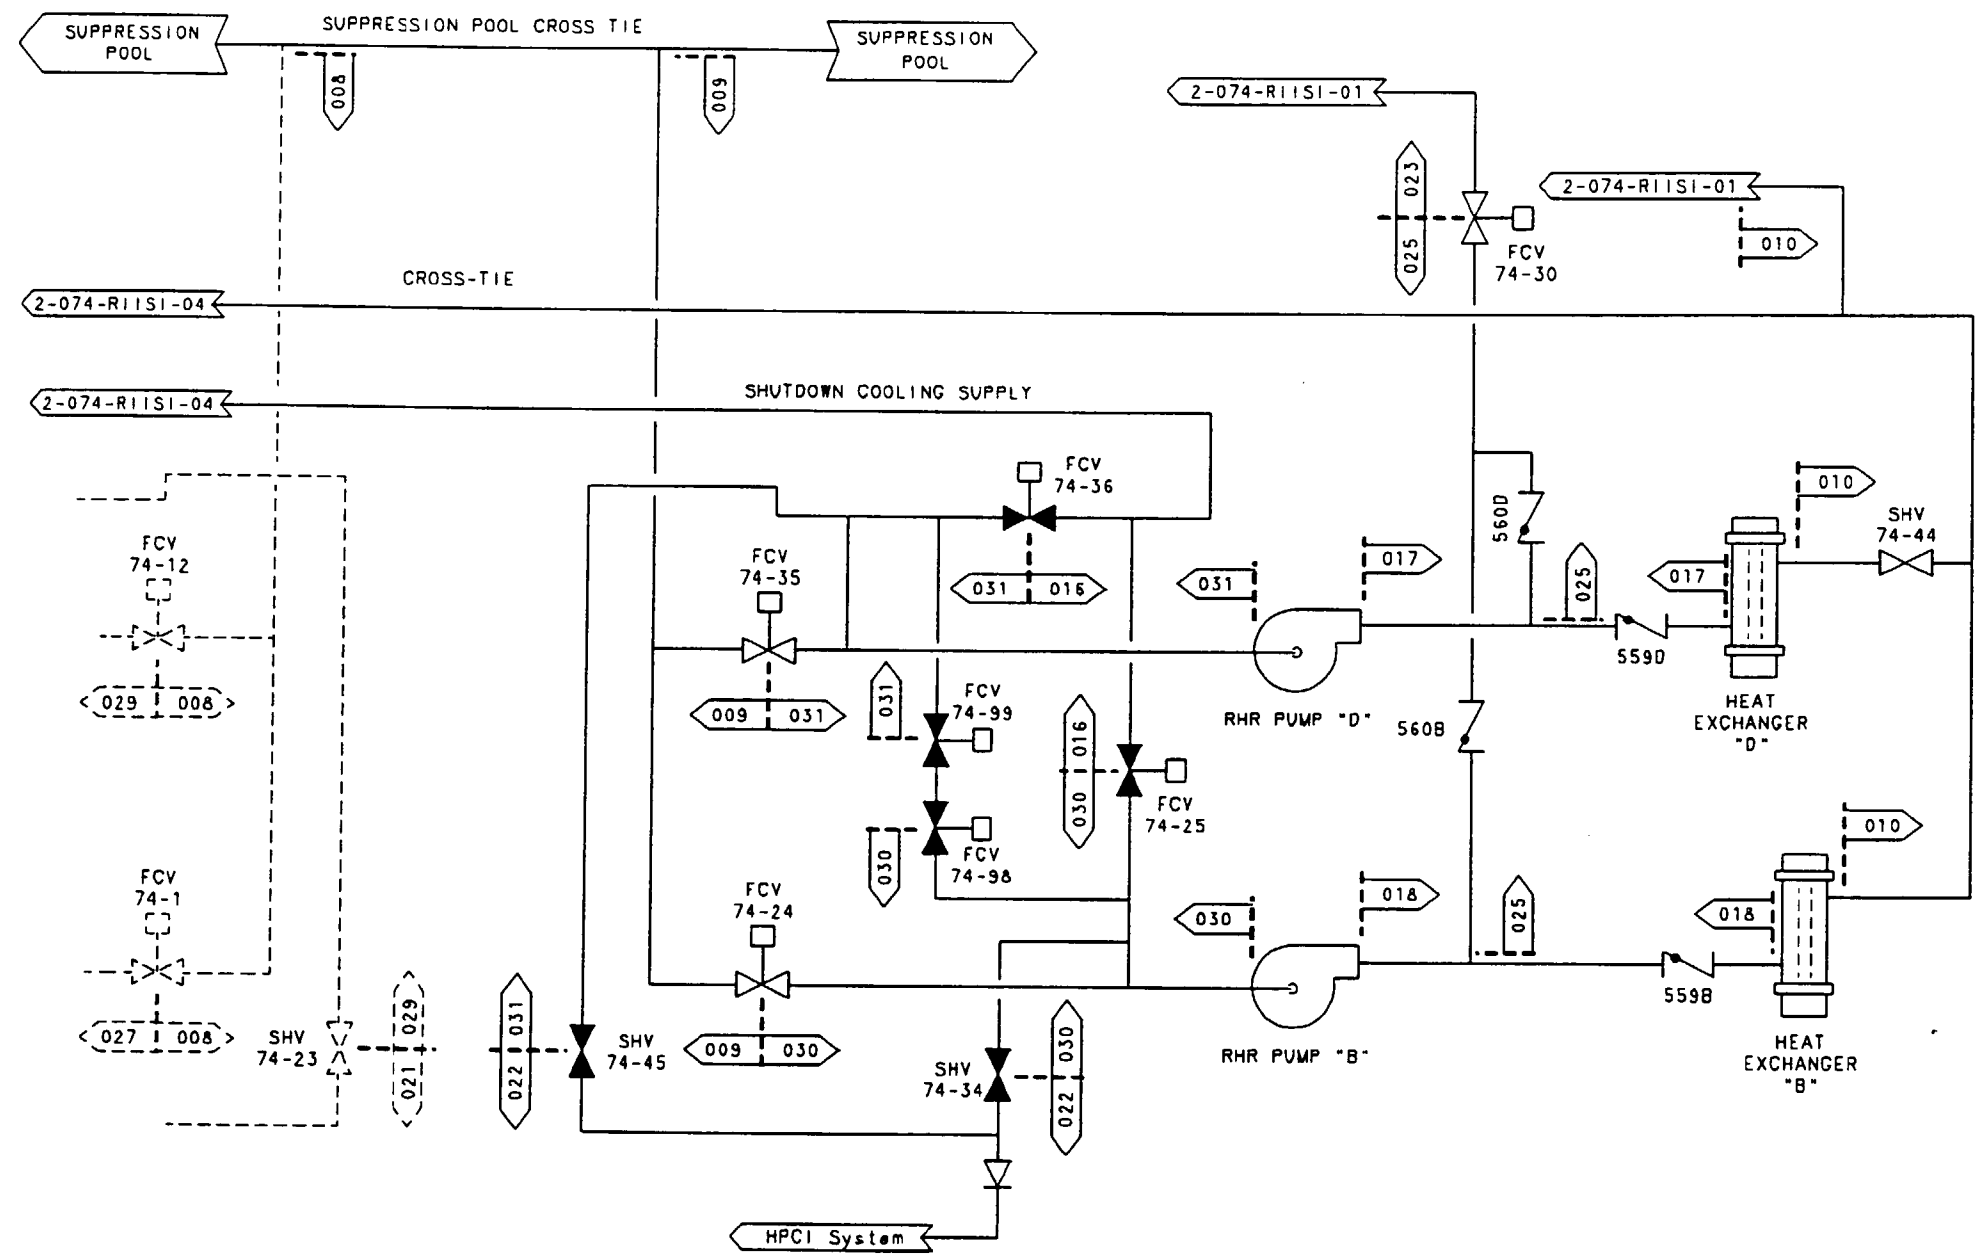 SUPPRESSION
POOL
SUPPRESSION POOL CROSS TIE
SUPPRESSION
POOL
008
009
2-074-R11S1-01
023
025
FCV
74-30
2-074-R11S1-01
010
CROSS-TIE
2-074-R11S1-04
2-074-R11S1-04
SHUTDOWN COOLING SUPPLY
FCV
74-36
031
016
FCV
74-12
029
008
FCV
74-35
009
031
031
FCV
74-99
031
017
RHR PUMP "D"
560D
025
559D
017
010
SHV
74-44
HEAT
EXCHANGER
"D"
560B
016
030
FCV
74-25
030
FCV
74-98
FCV
74-1
027
008
SHV
74-23
029
021
031
022
SHV
74-45
FCV
74-24
009
030
SHV
74-34
030
022
030
018
RHR PUMP "B"
025
559B
018
010
HEAT
EXCHANGER
"B"
HPCI System